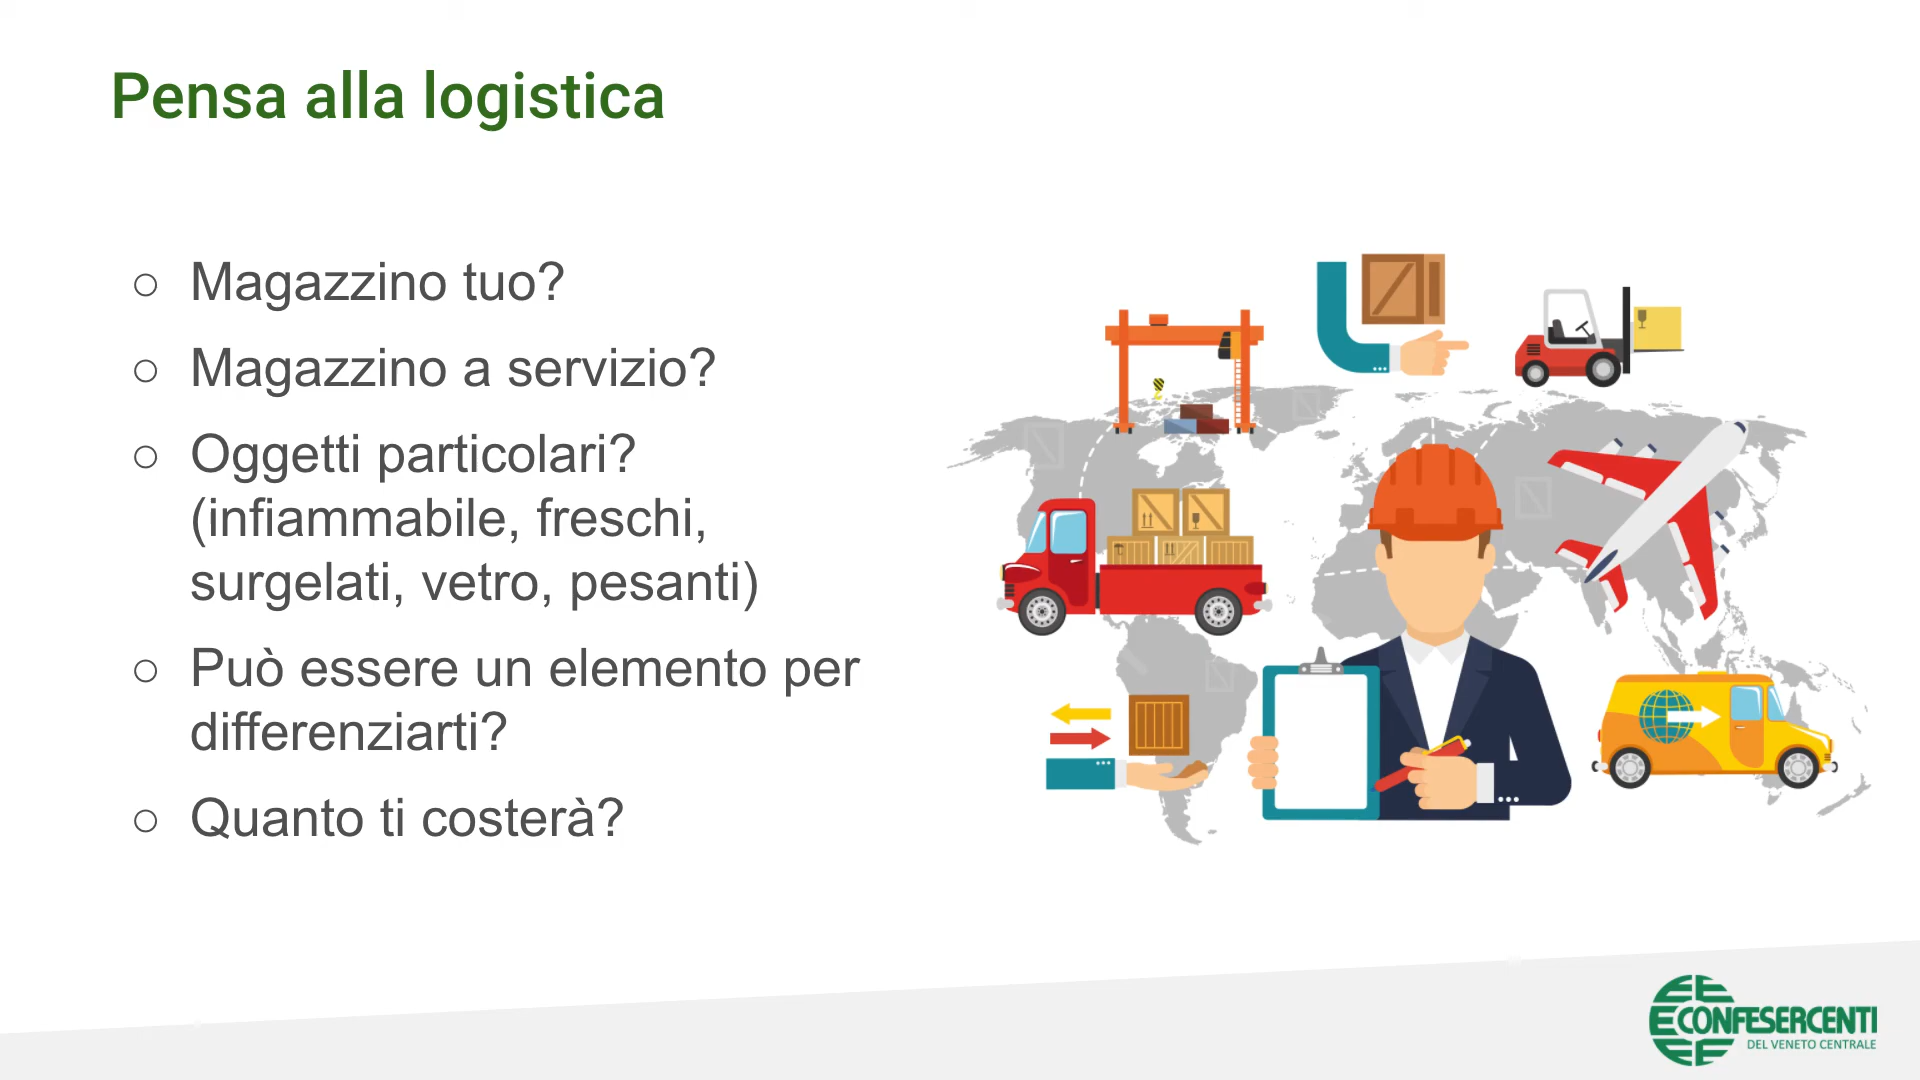 Pensa alla logistica
○ Magazzino tuo?
○ Magazzino a servizio?
○ Oggetti particolari?
(infiammabile, freschi,
surgelati, vetro, pesanti)
○ Può essere un elemento per
differenziarti?
○ Quanto ti costerà?
CONFESERCENTI
DEL VENETO CENTRALE